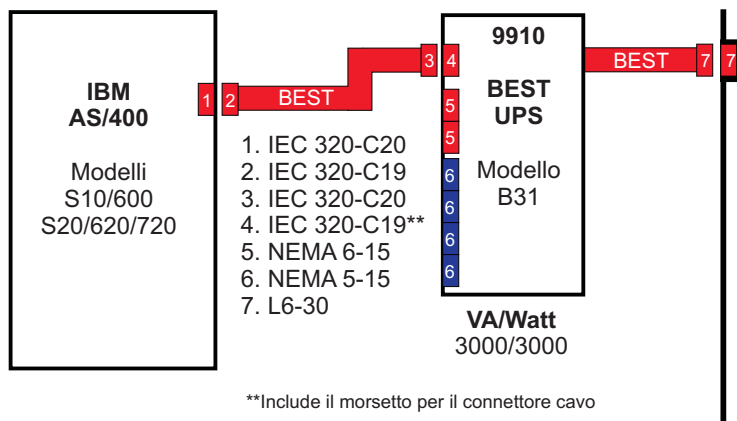 9910
3
4
BEST
7
7
IBM
AS/400
BEST
UPS
1
2
BEST
5
5
1. IEC 320-C20
Modelli
S10/600
S20/620/720
2. IEC 320-C19
Modello
B31
3. IEC 320-C20
6
4. IEC 320-C19**
6
5. NEMA 6-15
6
6. NEMA 5-15
6
7. L6-30
VA/Watt
3000/3000
**Include il morsetto per il connettore cavo